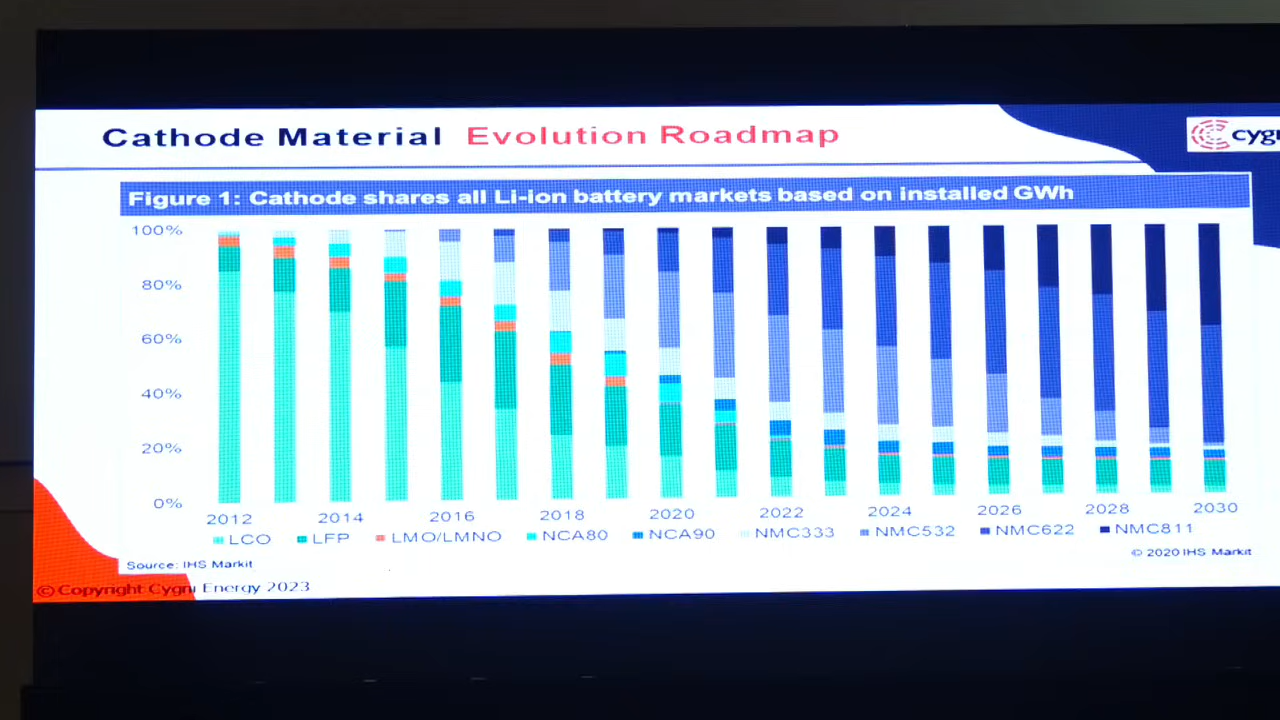 Cathode Material Evolution Roadmap
Figure 1: Cathode shares all Li-ion battery markets based on installed GWh
100%
80%
60%
40%
20%
0%
2012 2014 2016 2018 2020 2022 2024 2026 2028 2030
LCO LFP LMO/LMNO NCA80 NCA90 NMC333 NMC532 NMC622 NMC811
Source: IHS Markit
© 2020 IHS Markit
© Copyright Cygni Energy 2023